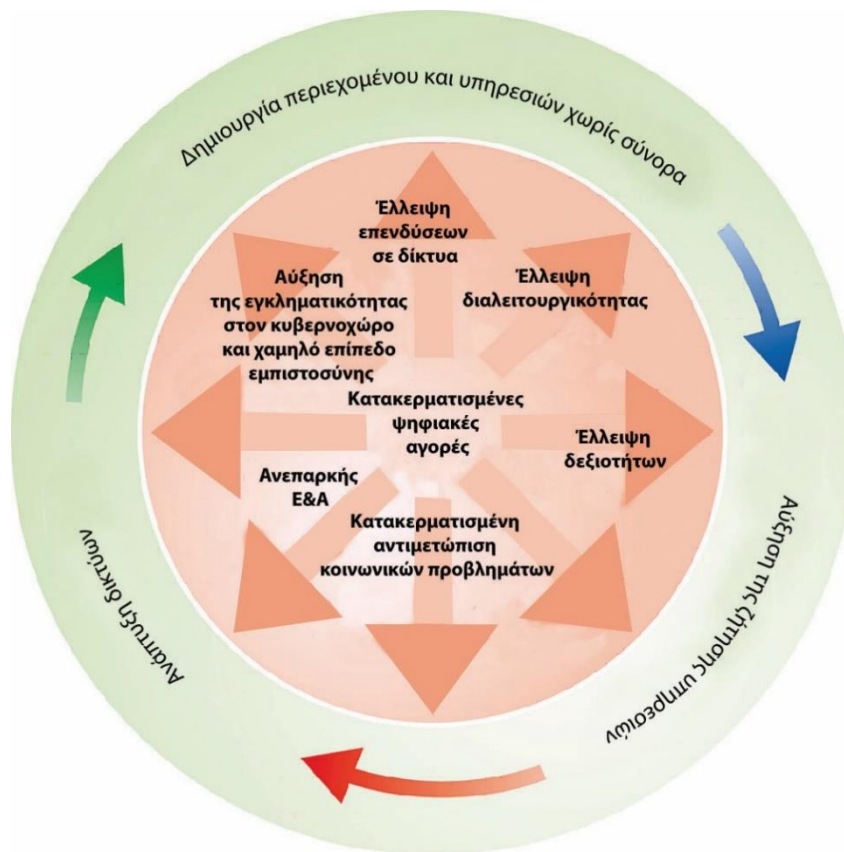 Δημιουργία περιεχομένου και υπηρεσιών χωρίς σύνορα
Έλλειψη
επενδύσεων
σε δίκτυα
Αύξηση
της εγκληματικότητας
στον κυβερνοχώρο
και χαμηλό επίπεδο
εμπιστοσύνης
Έλλειψη
διαλειτουργικότητας
Κατακερματισμένες
ψηφιακές
αγορές
Έλλειψη
δεξιοτήτων
Ανεπαρκής
Ε&Α
Κατακερματισμένη
αντιμετώπιση
κοινωνικών προβλημάτων
Αύξηση της ζήτησης υπηρεσιών
Ανάπτυξη δικτύων